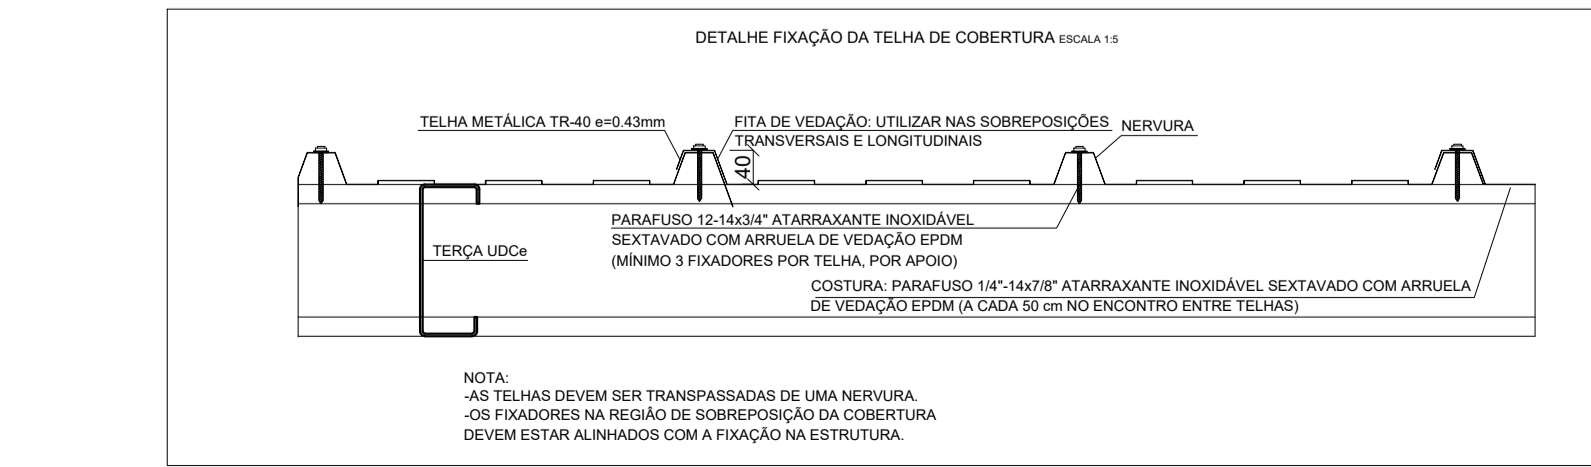 DETALHE FIXAÇÃO DA TELHA DE COBERTURA ESCALA 1:5
TELHA METÁLICA TR-40 e=0.43mm
FITA DE VEDAÇÃO: UTILIZAR NAS SOBREPOSIÇÕES
TRANSVERSAIS E LONGITUDINAIS
NERVURA
40
PARAFUSO 12-14x3/4" ATARRAXANTE INOXIDÁVEL
SEXTAVADO COM ARRUELA DE VEDAÇÃO EPDM
(MÍNIMO 3 FIXADORES POR TELHA, POR APOIO)
TERÇA UDCe
COSTURA: PARAFUSO 1/4"-14x7/8" ATARRAXANTE INOXIDÁVEL SEXTAVADO COM ARRUELA
DE VEDAÇÃO EPDM (A CADA 50 cm NO ENCONTRO ENTRE TELHAS)
NOTA:
-AS TELHAS DEVEM SER TRANSPASSADAS DE UMA NERVURA.
-OS FIXADORES NA REGIÂO DE SOBREPOSIÇÃO DA COBERTURA
DEVEM ESTAR ALINHADOS COM A FIXAÇÃO NA ESTRUTURA.